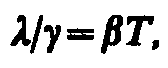 λ/γ = βT,